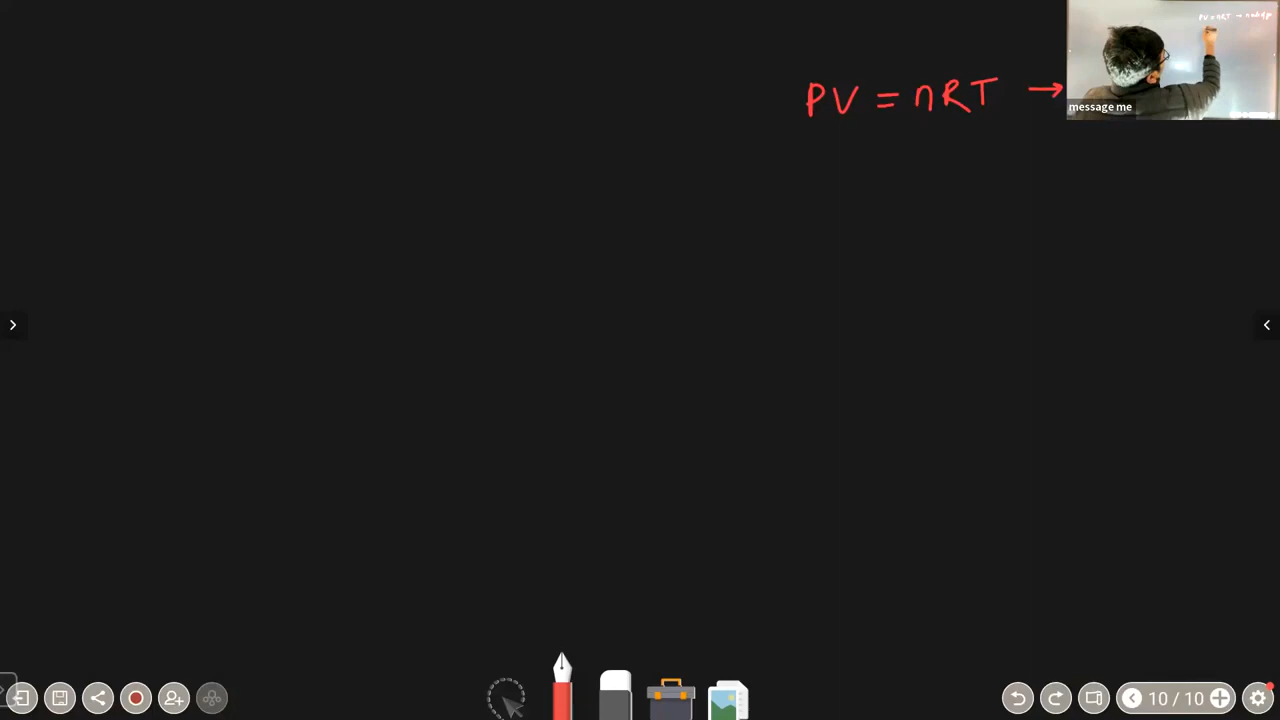 PV = nRT →
message me
10 / 10